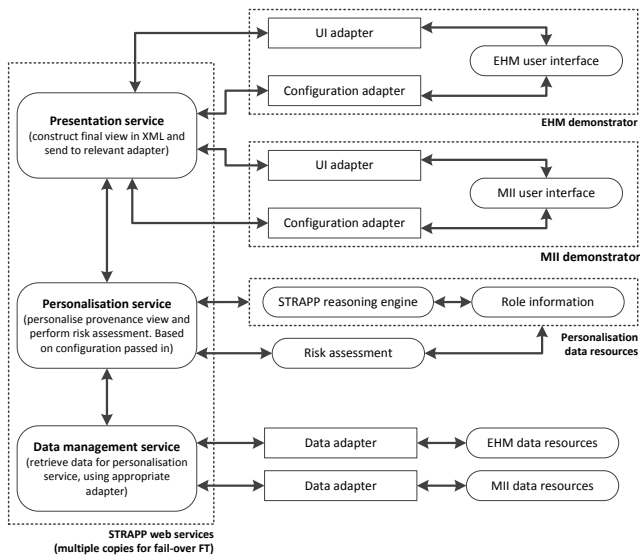 UI adapter
EHM user interface
Configuration adapter
EHM demonstrator
Presentation service
(construct final view in XML and
send to relevant adapter)
UI adapter
MII user interface
Configuration adapter
MII demonstrator
Personalisation service
(personalise provenance view and
perform risk assessment. Based
on configuration passed in)
STRAPP reasoning engine
Role information
Personalisation
data resources
Risk assessment
Data management service
(retrieve data for personalisation
service, using appropriate
adapter)
Data adapter
EHM data resources
Data adapter
MII data resources
STRAPP web services
(multiple copies for fail-over FT)